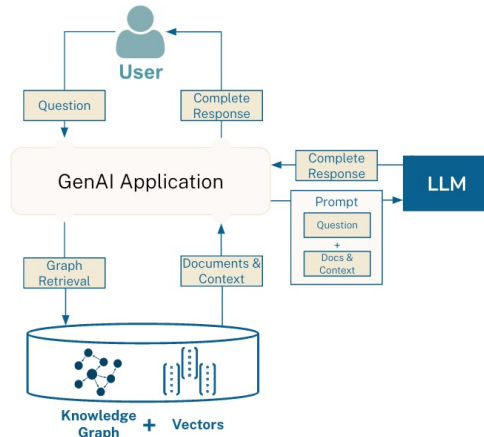 User
Question
Complete
Response
GenAI Application
Complete
Response
LLM
Prompt
Question
+
Docs &
Context
Graph
Retrieval
Documents &
Context
Knowledge
Graph
+
Vectors